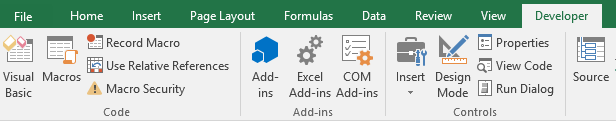 File Home Insert Page Layout Formulas Data Review View Developer
Visual Basic
Macros
Record Macro
Use Relative References
Macro Security
Code
Add-ins
Excel Add-ins
COM Add-ins
Add-ins
Insert
Design Mode
Properties
View Code
Run Dialog
Controls
Source